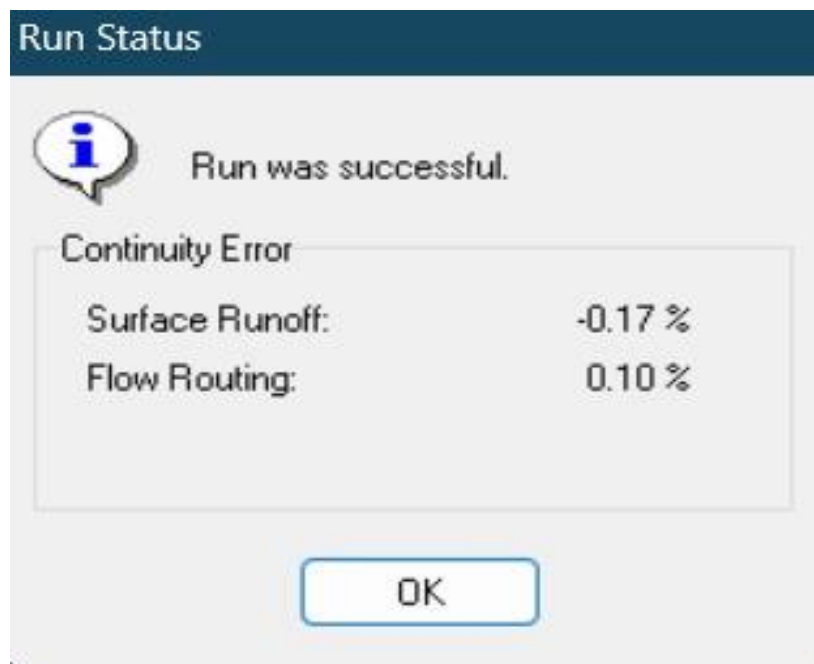 Run Status
Run was successful.
Continuity Error
Surface Runoff: -0.17 %
Flow Routing: 0.10 %
OK